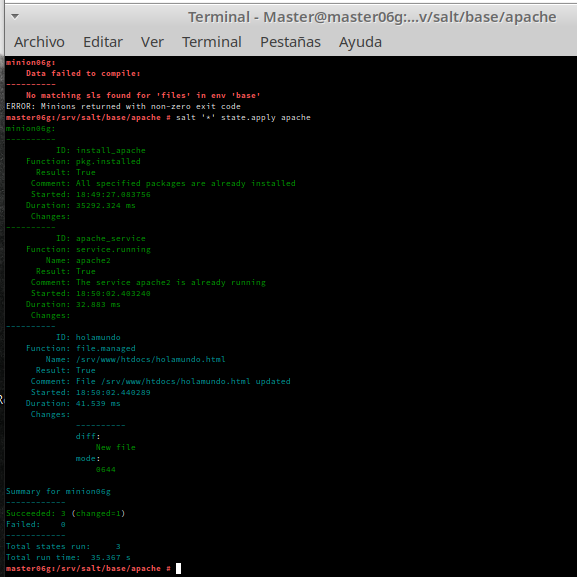 Terminal - Master@master06g:...v/salt/base/apache
Archivo Editar Ver Terminal Pestañas Ayuda
minion06g:
    Data failed to compile:
----------
    No matching sls found for 'files' in env 'base'
ERROR: Minions returned with non-zero exit code
master06g:/srv/salt/base/apache # salt '*' state.apply apache
minion06g:
----------
          ID: install_apache
    Function: pkg.installed
      Result: True
     Comment: All specified packages are already installed
     Started: 18:49:27.083756
    Duration: 35292.324 ms
     Changes:
----------
          ID: apache_service
    Function: service.running
        Name: apache2
      Result: True
     Comment: The service apache2 is already running
     Started: 18:50:02.403240
    Duration: 32.883 ms
     Changes:
----------
          ID: holamundo
    Function: file.managed
        Name: /srv/www/htdocs/holamundo.html
      Result: True
     Comment: File /srv/www/htdocs/holamundo.html updated
     Started: 18:50:02.440289
    Duration: 41.539 ms
     Changes:
              ----------
              diff:
                  New file
              mode:
                  0644

Summary for minion06g
------------
Succeeded: 3 (changed=1)
Failed:    0
------------
Total states run:     3
Total run time:  35.367 s
master06g:/srv/salt/base/apache #